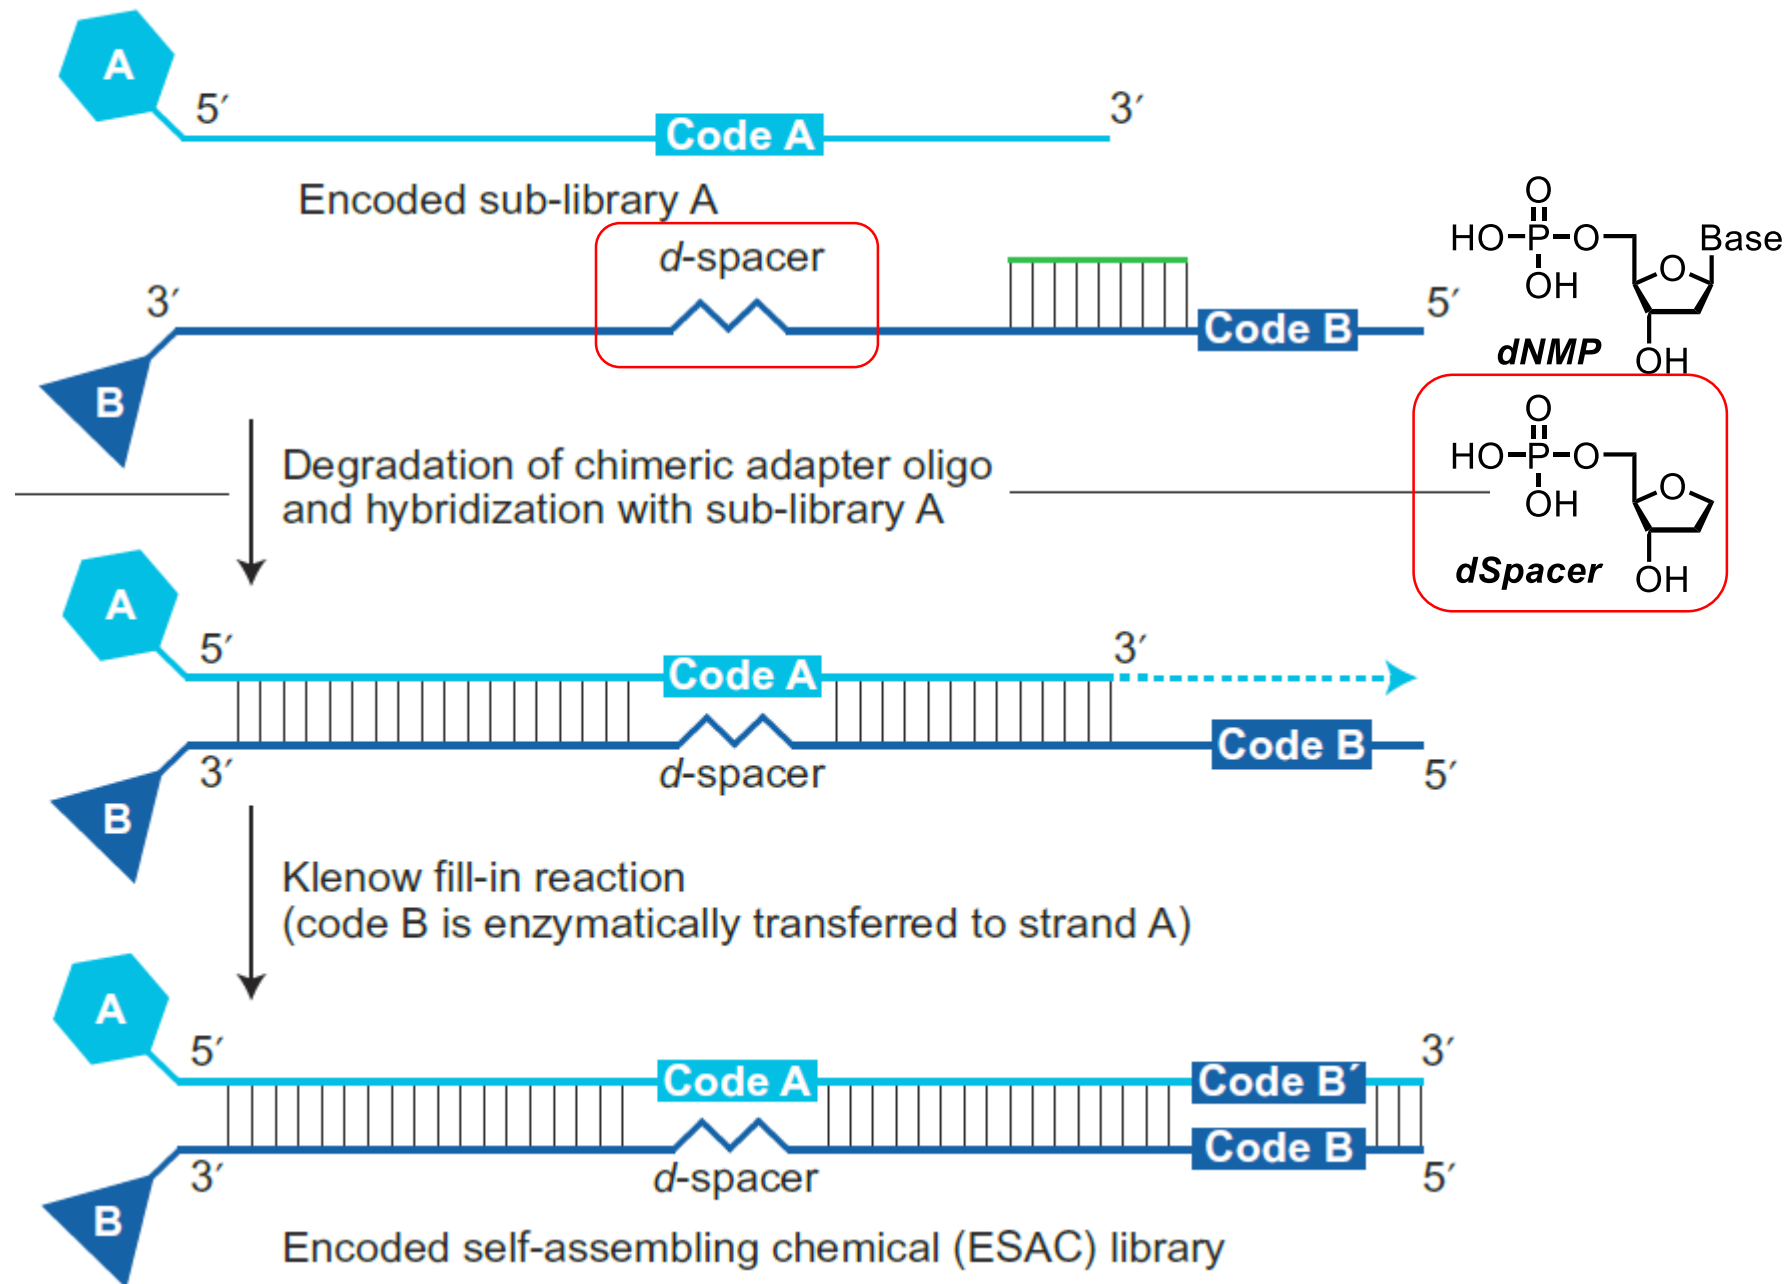 A
5′
Code A
3′
Encoded sub-library A
d-spacer
3′
5′
Code B
B
O
HO-P-O
OH
O
Base
OH
dNMP
O
HO-P-O
OH
O
OH
dSpacer
Degradation of chimeric adapter oligo
and hybridization with sub-library A
A
5′
Code A
3′
B
3′
d-spacer
Code B
5′
Klenow fill-in reaction
(code B is enzymatically transferred to strand A)
A
5′
Code A
Code B′
3′
B
3′
d-spacer
Code B
5′
Encoded self-assembling chemical (ESAC) library